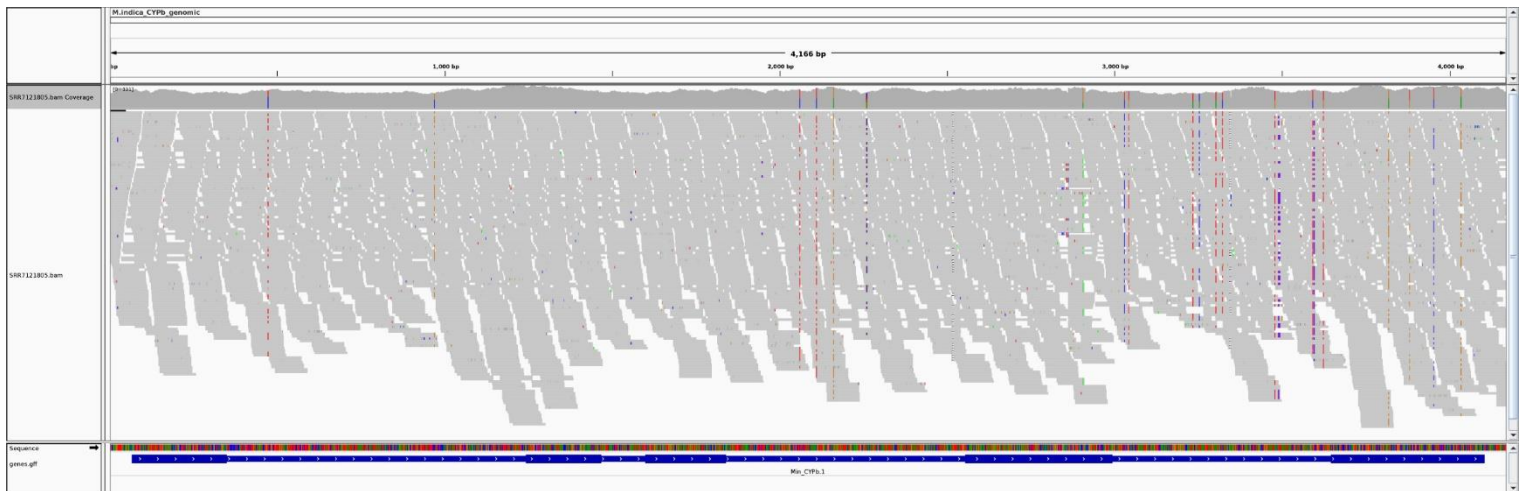 M.indica_CYPb_genomic
4,166 bp
bp 1,000 bp 2,000 bp 3,000 bp 4,000 bp
SRR7121805.bam Coverage
SRR7121805.bam
Sequence
genes.gff
Min_CYPb.1